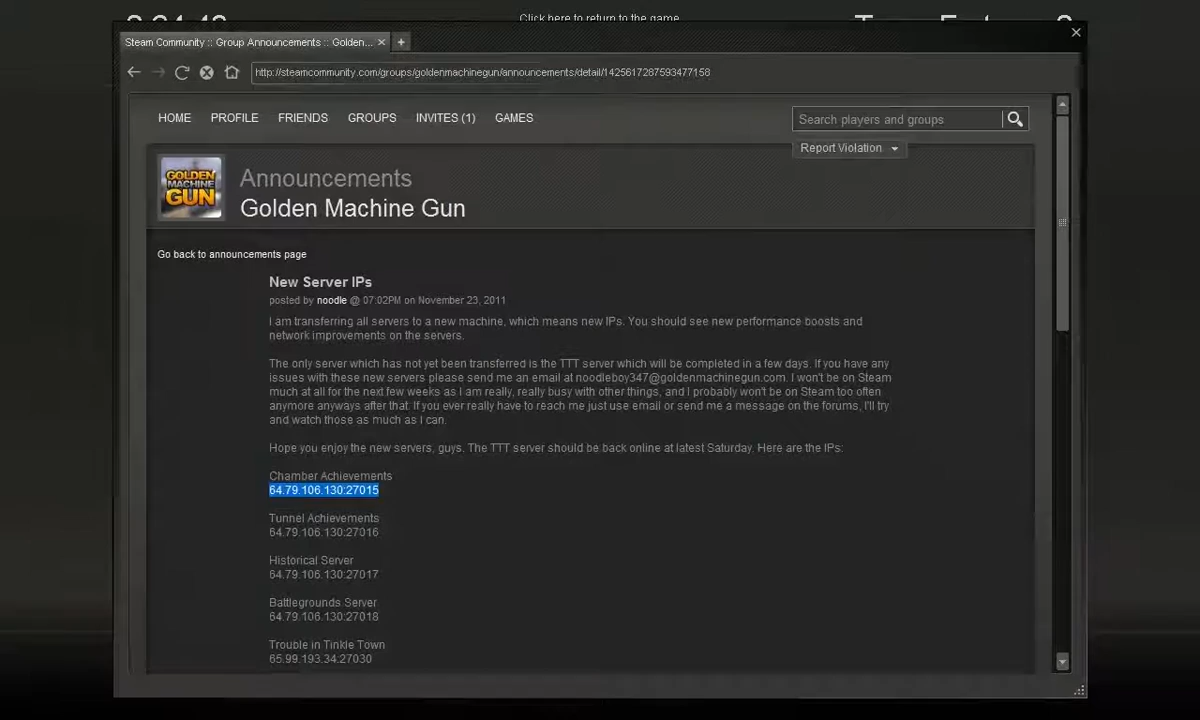 Click here to return to the game
Steam Community :: Group Announcements :: Golden...
http://steamcommunity.com/groups/goldenmachinegun/announcements/detail/1425617287593477158
HOME PROFILE FRIENDS GROUPS INVITES (1) GAMES
Search players and groups
Report Violation
GOLDEN
MACHINE
GUN
Announcements
Golden Machine Gun
Go back to announcements page
New Server IPs
posted by noodle @ 07:02PM on November 23, 2011
I am transferring all servers to a new machine, which means new IPs. You should see new performance boosts and
network improvements on the servers.
The only server which has not yet been transferred is the TTT server which will be completed in a few days. If you have any
issues with these new servers please send me an email at noodleboy347@goldenmachinegun.com. I won't be on Steam
much at all for the next few weeks as I am really, really busy with other things, and I probably won't be on Steam too often
anymore anyways after that. If you ever really have to reach me just use email or send me a message on the forums, I'll try
and watch those as much as I can.
Hope you enjoy the new servers, guys. The TTT server should be back online at latest Saturday. Here are the IPs:
Chamber Achievements
64.79.106.130:27015
Tunnel Achievements
64.79.106.130:27016
Historical Server
64.79.106.130:27017
Battlegrounds Server
64.79.106.130:27018
Trouble in Tinkle Town
65.99.193.34:27030